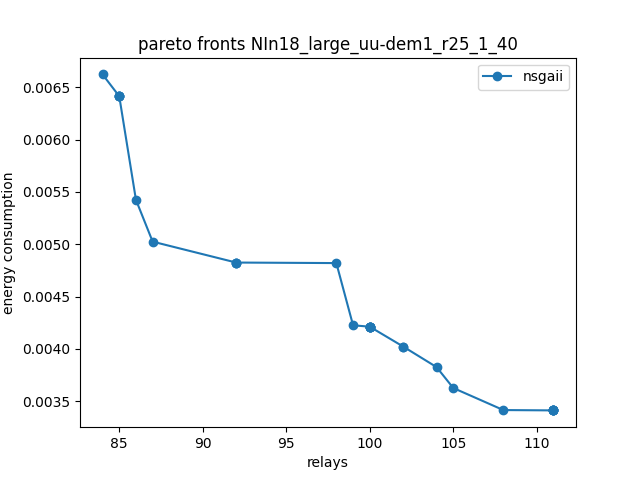 pareto fronts NIn18_large_uu-dem1_r25_1_40
nsgaii
0.0065
0.0060
0.0055
0.0050
0.0045
0.0040
0.0035
energy consumption
85 90 95 100 105 110
relays